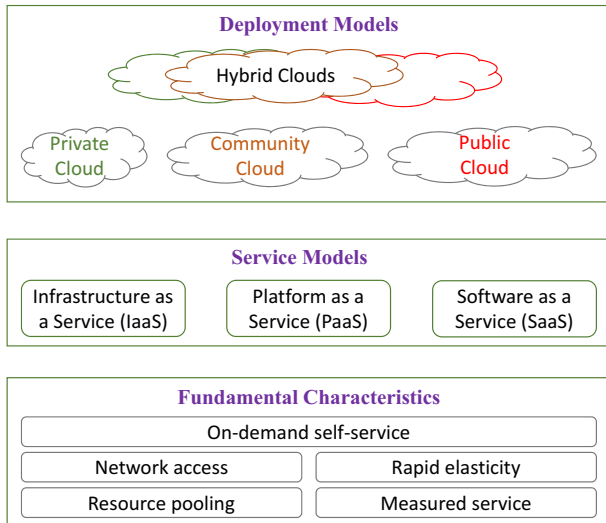 Deployment Models
Hybrid Clouds
Private
Cloud
Community
Cloud
Public
Cloud
Service Models
Infrastructure as
a Service (IaaS)
Platform as a
Service (PaaS)
Software as a
Service (SaaS)
Fundamental Characteristics
On-demand self-service
Network access
Rapid elasticity
Resource pooling
Measured service